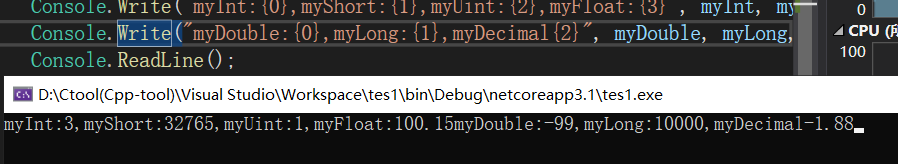 Console.Write("myInt:{0},myShort:{1},myUint:{2},myFloat:{3}", myInt, my
Console.Write("myDouble:{0},myLong:{1},myDecimal{2}", myDouble, myLong,
Console.ReadLine();
0
CPU
100
D:\Ctool(Cpp-tool)\Visual Studio\Workspace\tes1\bin\Debug\netcoreapp3.1\tes1.exe
myInt:3,myShort:32765,myUint:1,myFloat:100.15myDouble:-99,myLong:10000,myDecimal-1.88